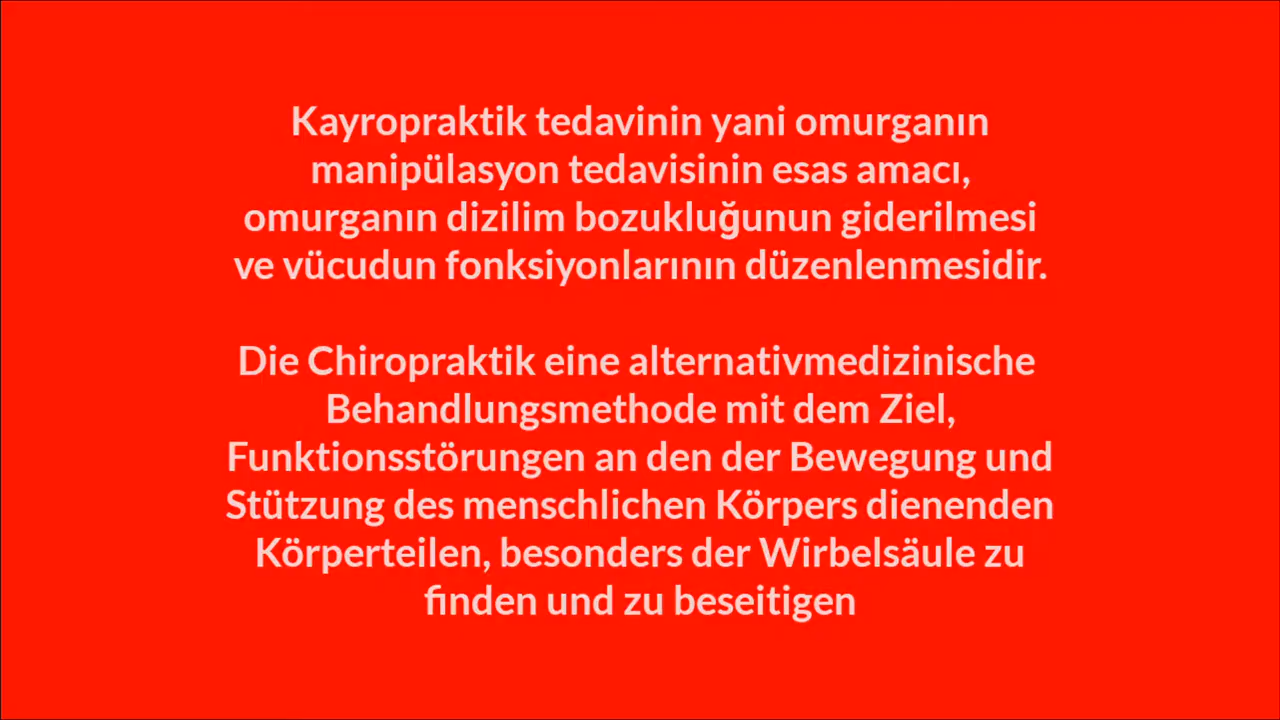 Kayropraktik tedavinin yani omurganın
manipülasyon tedavisinin esas amacı,
omurganın dizilim bozukluğunun giderilmesi
ve vücudun fonksiyonlarının düzenlenmesidir.
Die Chiropraktik eine alternativmedizinische
Behandlungsmethode mit dem Ziel,
Funktionsstörungen an den der Bewegung und
Stützung des menschlichen Körpers dienenden
Körperteilen, besonders der Wirbelsäule zu
finden und zu beseitigen